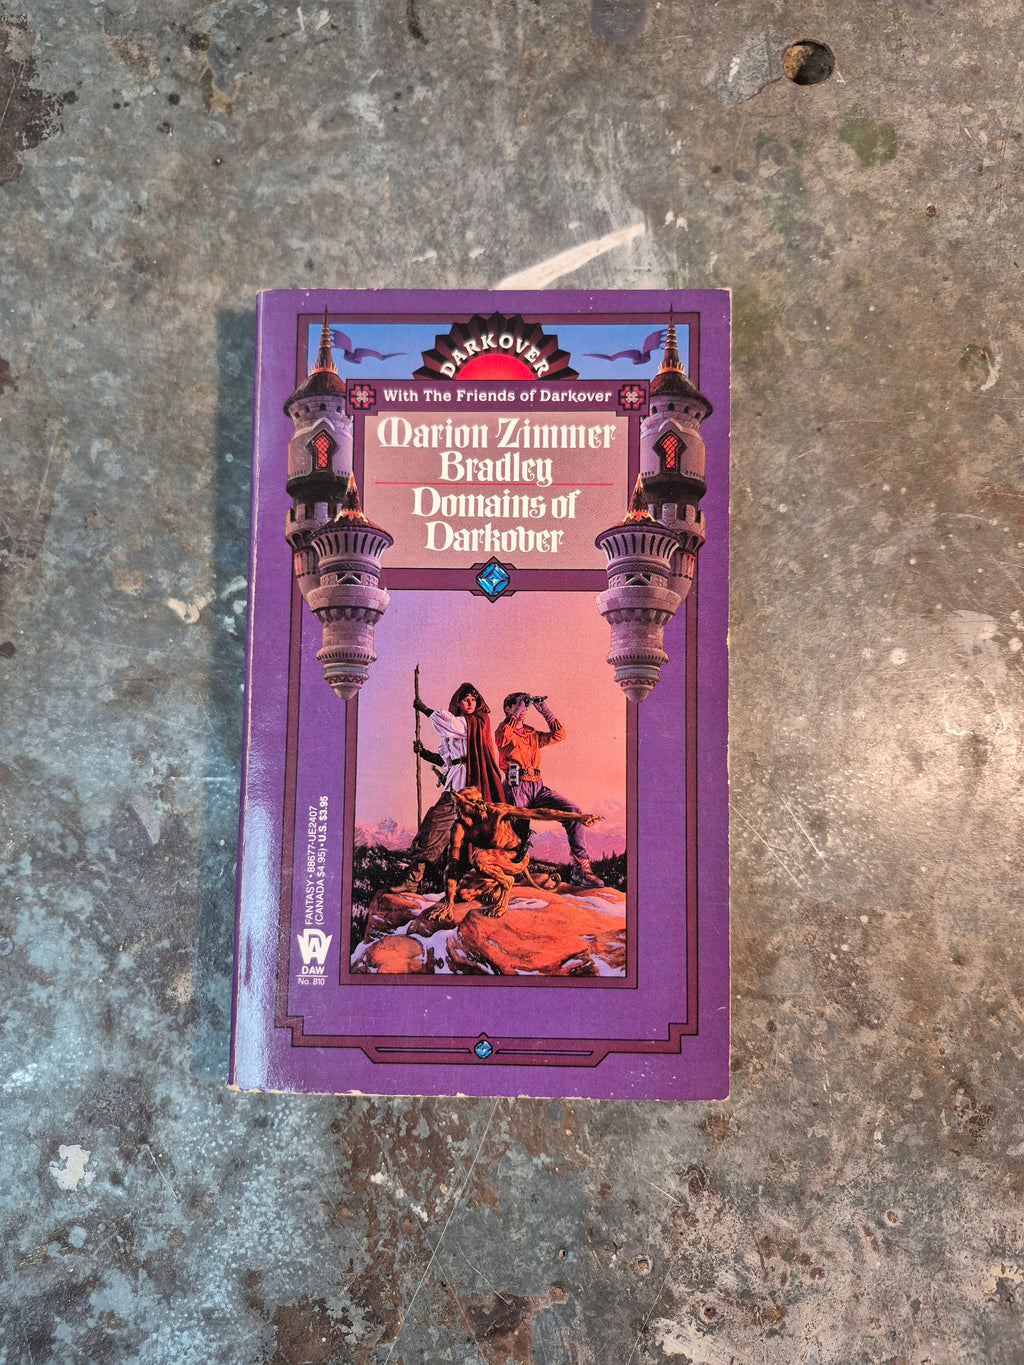 DARKOVER
With The Friends of Darkover
Marion Zimmer
Bradley
Domains of
Darkover
FANTASY • 88677-UE2407
(CANADA $4.95) • U.S. $3.95
DAW
No. 810